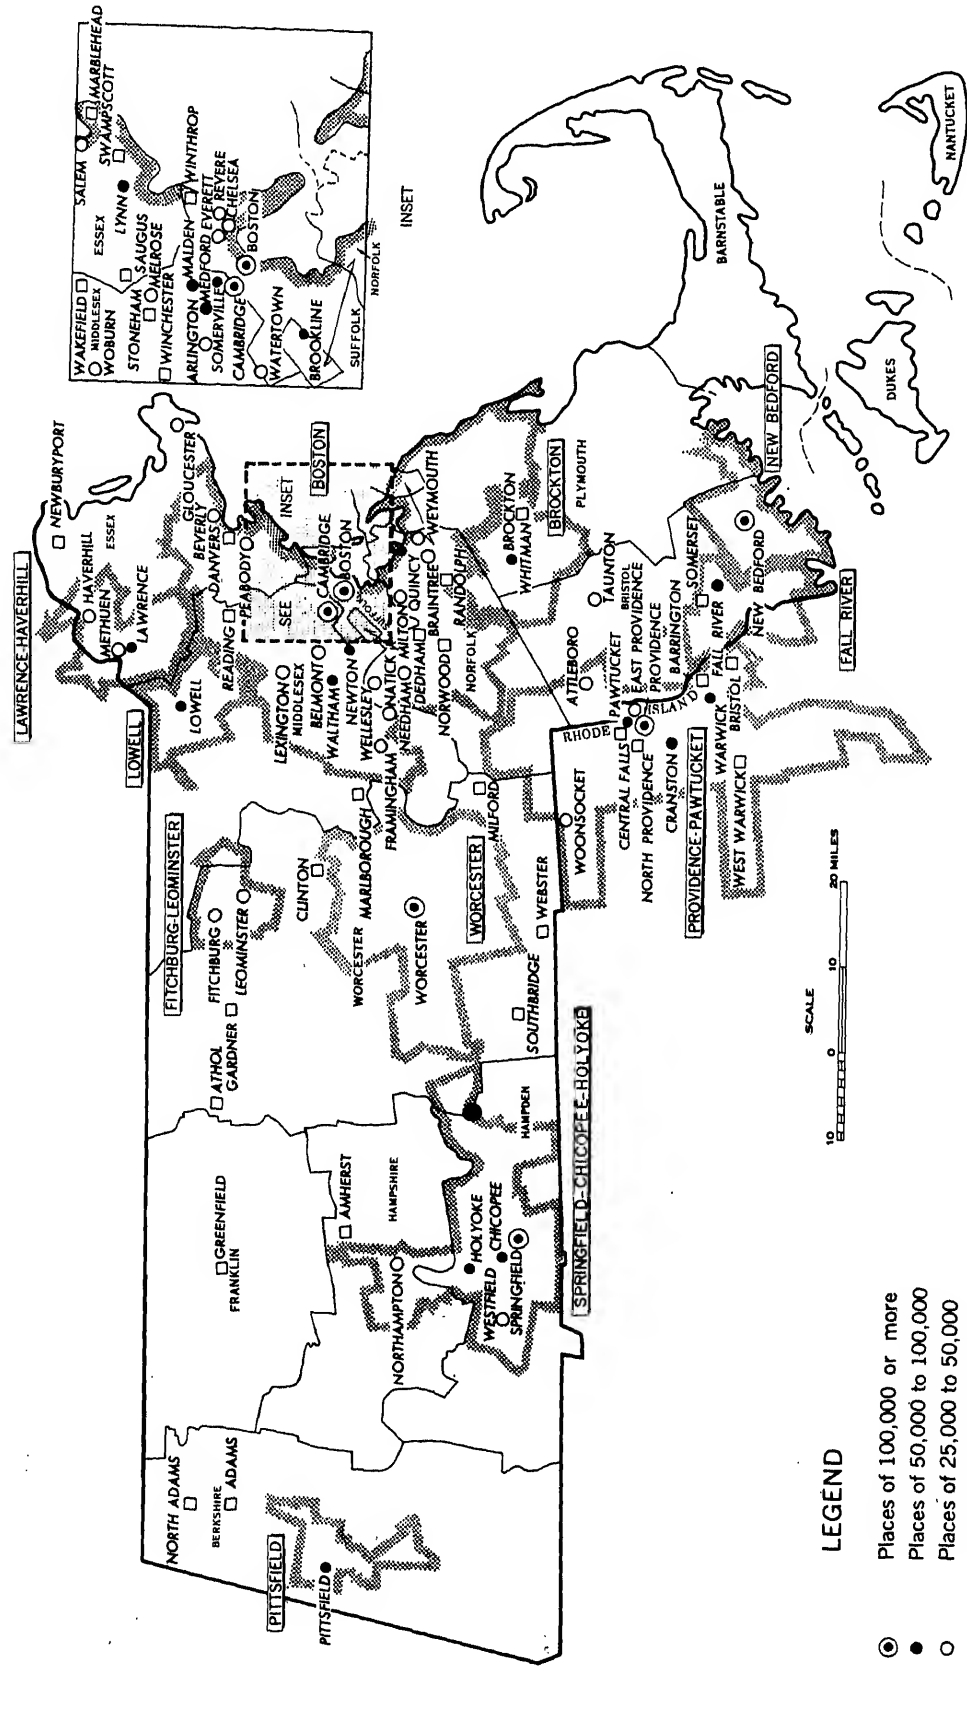 LAWRENCE-HAVERHILL
NEWBURYPORT
HAVERHILL
ESSEX
METHUEN
LAWRENCE
LOWELL
LOWELL
GLOUCESTER
BEVERLY
DANVERS
PEABODY
READING
SEE
INSET
BOSTON
CAMBRIDGE
BOSTON
LEXINGTON
MIDDLESEX
BELMONT
WALTHAM
NEWTON
WELLESLEY
NATICK
NEEDHAM
FRAMINGHAM
MILTON
DEDHAM
QUINCY
BRAINTREE
WEYMOUTH
RANDOLPH
NORWOOD
NORFOLK
MARLBOROUGH
MILFORD
FITCHBURG-LEOMINSTER
FITCHBURG
LEOMINSTER
CLINTON
ATHOL
GARDNER
WORCESTER
WORCESTER
WORCESTER
WEBSTER
SOUTHBRIDGE
GREENFIELD
FRANKLIN
AMHERST
HAMPSHIRE
NORTHAMPTON
HOLYOKE
CHICOPEE
WESTFIELD
SPRINGFIELD
HAMPDEN
SPRINGFIELD-CHICOPEE-HOLYOKE
NORTH ADAMS
BERKSHIRE
ADAMS
PITTSFIELD
PITTSFIELD
BROCKTON
BROCKTON
WHITMAN
PLYMOUTH
TAUNTON
BRISTOL
ATTLEBORO
PAWTUCKET
EAST PROVIDENCE
PROVIDENCE
BARRINGTON
SOMERSET
FALL RIVER
NEW BEDFORD
NEW BEDFORD
FALL RIVER
RHODE ISLAND
WOONSOCKET
CENTRAL FALLS
NORTH PROVIDENCE
CRANSTON
PROVIDENCE-PAWTUCKET
WARWICK
BRISTOL
WEST WARWICK
BARNSTABLE
DUKES
NANTUCKET
WAKEFIELD
MIDDLESEX
WOBURN
STONEHAM
SAUGUS
MELROSE
WINCHESTER
ESSEX
LYNN
SALEM
SWAMPSCOTT
MARBLEHEAD
ARLINGTON
MALDEN
WINTHROP
MEDFORD
EVERETT
REVERE
SOMERVILLE
CHELSEA
CAMBRIDGE
BOSTON
WATERTOWN
BROOKLINE
SUFFOLK
NORFOLK
INSET
SCALE
10 0 10 20 MILES
LEGEND
Places of 100,000 or more
Places of 50,000 to 100,000
Places of 25,000 to 50,000